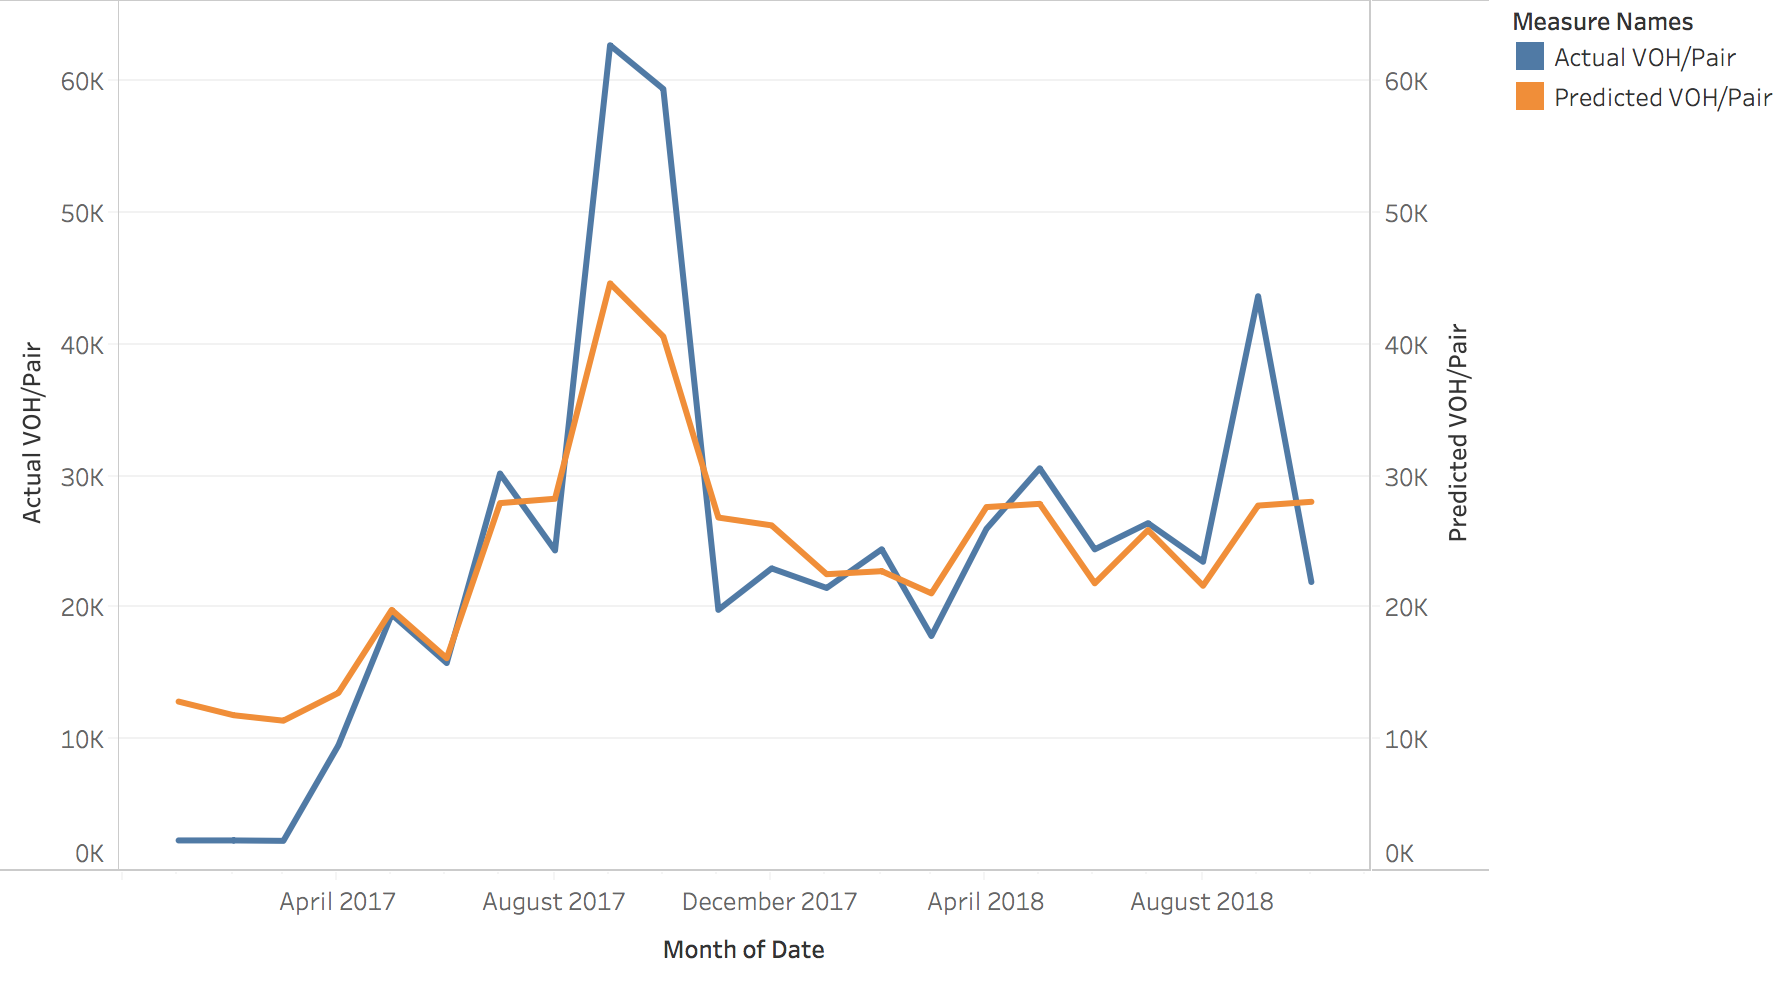 Measure Names
Actual VOH/Pair
Predicted VOH/Pair
Actual VOH/Pair
60K
50K
40K
30K
20K
10K
0K
60K
50K
40K
30K
20K
10K
0K
Predicted VOH/Pair
April 2017 August 2017 December 2017 April 2018 August 2018
Month of Date